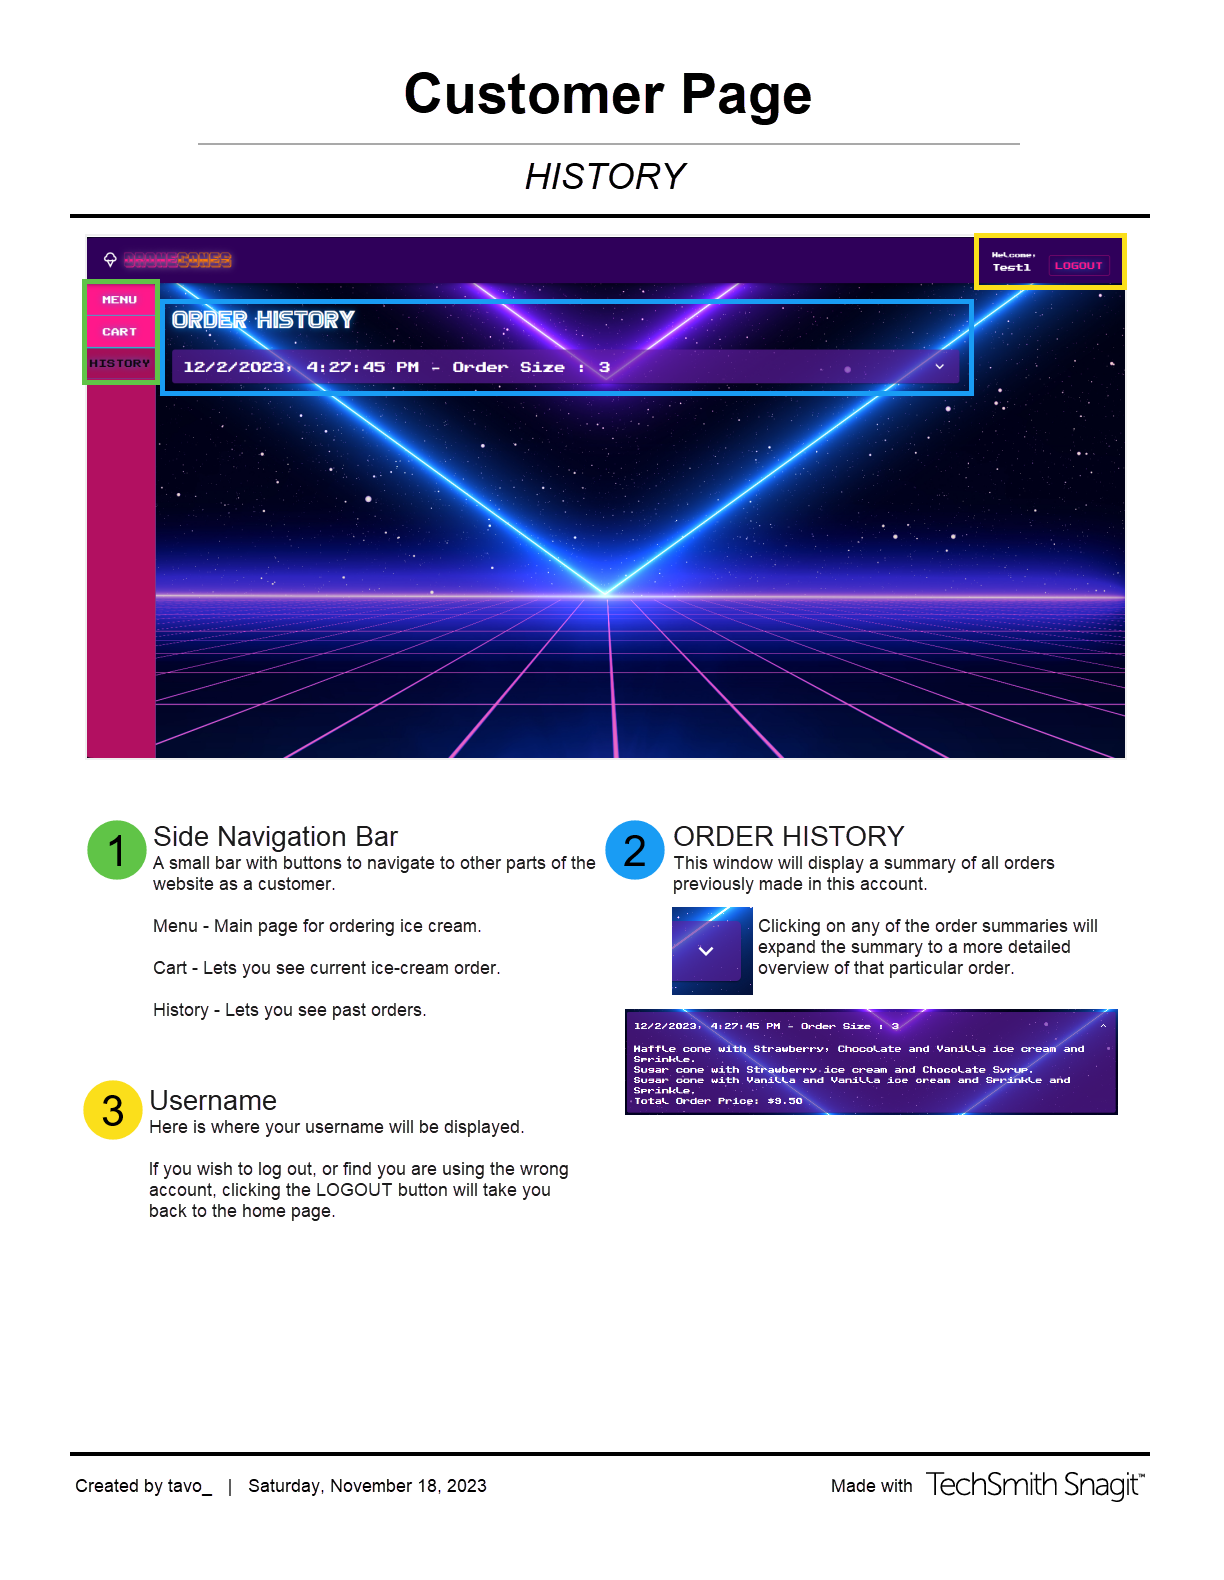 Customer Page
HISTORY
DRONECONES
Welcome:
Test1
LOGOUT
MENU
CART
HISTORY
ORDER HISTORY
12/2/2023, 4:27:45 PM - Order Size : 3
1
Side Navigation Bar
A small bar with buttons to navigate to other parts of the
website as a customer.
Menu - Main page for ordering ice cream.
Cart - Lets you see current ice-cream order.
History - Lets you see past orders.
2
ORDER HISTORY
This window will display a summary of all orders
previously made in this account.
Clicking on any of the order summaries will
expand the summary to a more detailed
overview of that particular order.
12/2/2023, 4:27:45 PM - Order Size : 3
Waffle cone with Strawberry, Chocolate and Vanilla ice cream and
Sprinkle.
Sugar cone with Strawberry ice cream and Chocolate Syrup.
Sugar cone with Vanilla and Vanilla ice cream and Sprinkle and
Sprinkle.
Total Order Price: $9.50
3
Username
Here is where your username will be displayed.
If you wish to log out, or find you are using the wrong
account, clicking the LOGOUT button will take you
back to the home page.
Created by tavo_ | Saturday, November 18, 2023
Made with TechSmith Snagit™